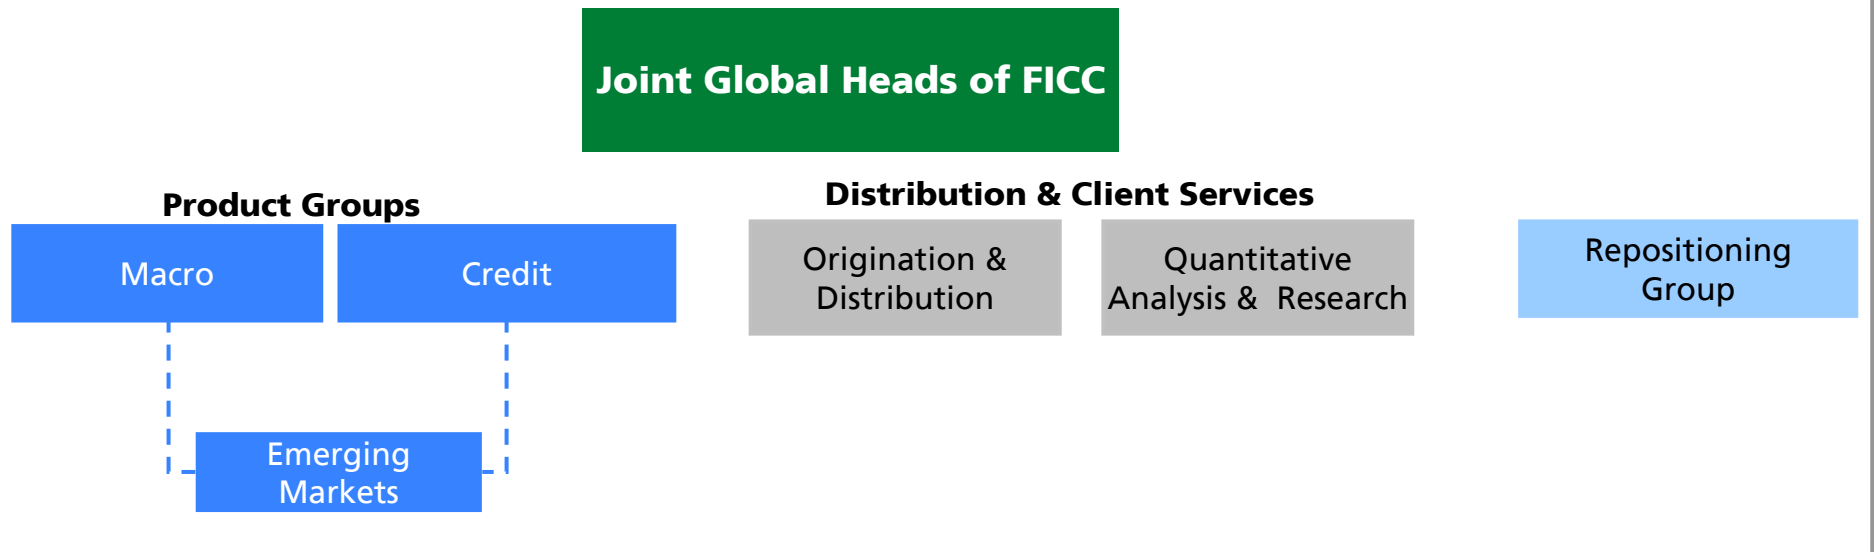 Joint Global Heads of FICC
Product Groups
Distribution & Client Services
Macro
Credit
Origination &
Distribution
Quantitative
Analysis &  Research
Repositioning
Group
Emerging
Markets